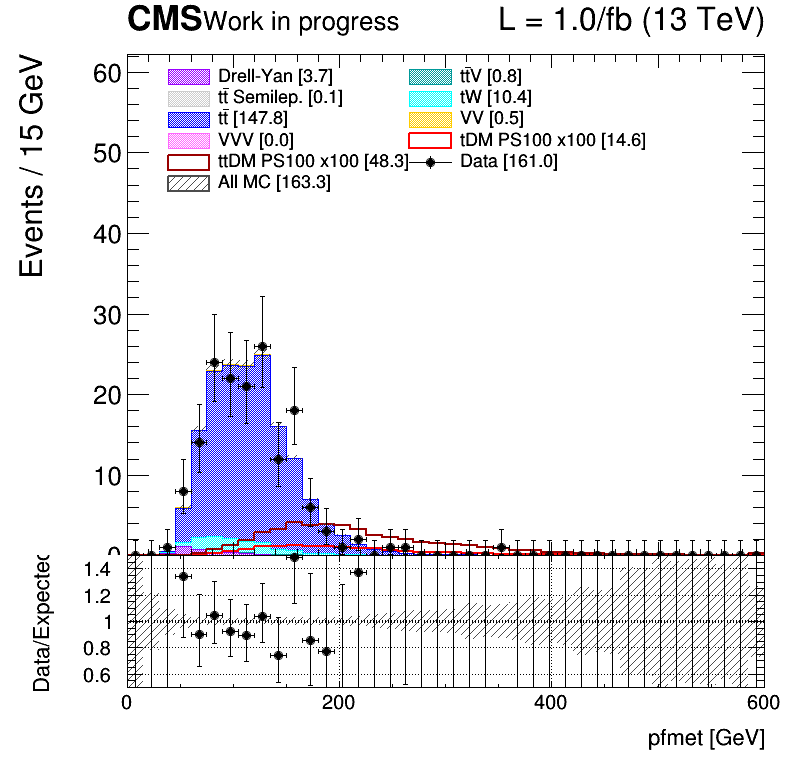 CMS Work in progress L = 1.0/fb (13 TeV)
Events / 15 GeV
60
50
40
30
20
10
0
Drell-Yan [3.7]
tt̄ Semilep. [0.1]
tt̄ [147.8]
VVV [0.0]
ttDM PS100 x100 [48.3]
All MC [163.3]
tt̄V [0.8]
tW [10.4]
VV [0.5]
tDM PS100 x100 [14.6]
Data [161.0]
Data/Expected
1.4
1.2
1
0.8
0.6
0 200 400 600
pfmet [GeV]